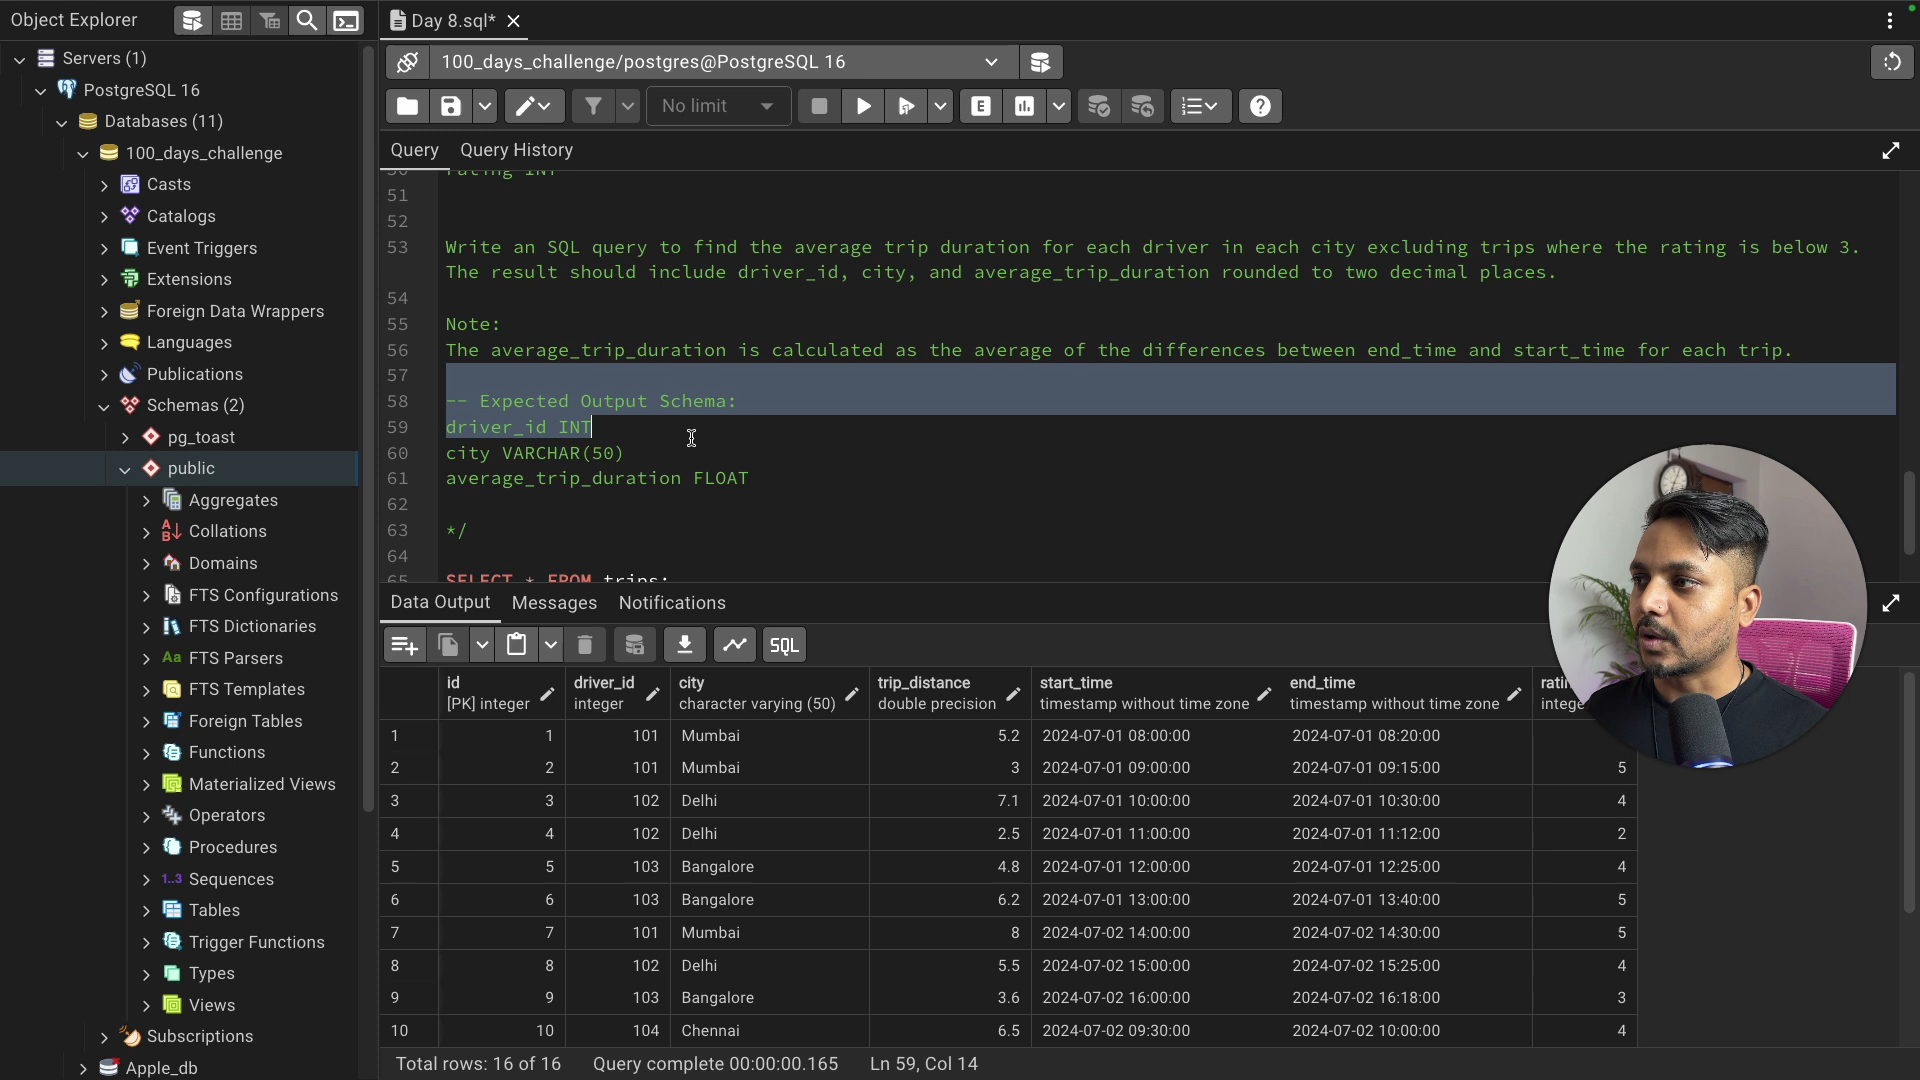 Object Explorer
Day 8.sql*
Servers (1)
PostgreSQL 16
Databases (11)
100_days_challenge
Casts
Catalogs
Event Triggers
Extensions
Foreign Data Wrappers
Languages
Publications
Schemas (2)
pg_toast
public
Aggregates
Collations
Domains
FTS Configurations
FTS Dictionaries
Aa FTS Parsers
FTS Templates
Foreign Tables
Functions
Materialized Views
Operators
Procedures
1..3 Sequences
Tables
Trigger Functions
Types
Views
Subscriptions
Apple_db
100_days_challenge/postgres@PostgreSQL 16
No limit
E
Query Query History
50 rating INT
51
52
53 Write an SQL query to find the average trip duration for each driver in each city excluding trips where the rating is below 3.
The result should include driver_id, city, and average_trip_duration rounded to two decimal places.
54
55 Note:
56 The average_trip_duration is calculated as the average of the differences between end_time and start_time for each trip.
57
58 -- Expected Output Schema:
59 driver_id INT
60 city VARCHAR(50)
61 average_trip_duration FLOAT
62
63 */
64
65 SELECT * FROM trips;
Data Output Messages Notifications
SQL
id driver_id city trip_distance start_time end_time
[PK] integer integer character varying (50) double precision timestamp without time zone timestamp without time zone
1 1 101 Mumbai 5.2 2024-07-01 08:00:00 2024-07-01 08:20:00
2 2 101 Mumbai 3 2024-07-01 09:00:00 2024-07-01 09:15:00 5
3 3 102 Delhi 7.1 2024-07-01 10:00:00 2024-07-01 10:30:00 4
4 4 102 Delhi 2.5 2024-07-01 11:00:00 2024-07-01 11:12:00 2
5 5 103 Bangalore 4.8 2024-07-01 12:00:00 2024-07-01 12:25:00 4
6 6 103 Bangalore 6.2 2024-07-01 13:00:00 2024-07-01 13:40:00 5
7 7 101 Mumbai 8 2024-07-02 14:00:00 2024-07-02 14:30:00 5
8 8 102 Delhi 5.5 2024-07-02 15:00:00 2024-07-02 15:25:00 4
9 9 103 Bangalore 3.6 2024-07-02 16:00:00 2024-07-02 16:18:00 3
10 10 104 Chennai 6.5 2024-07-02 09:30:00 2024-07-02 10:00:00 4
Total rows: 16 of 16 Query complete 00:00:00.165 Ln 59, Col 14